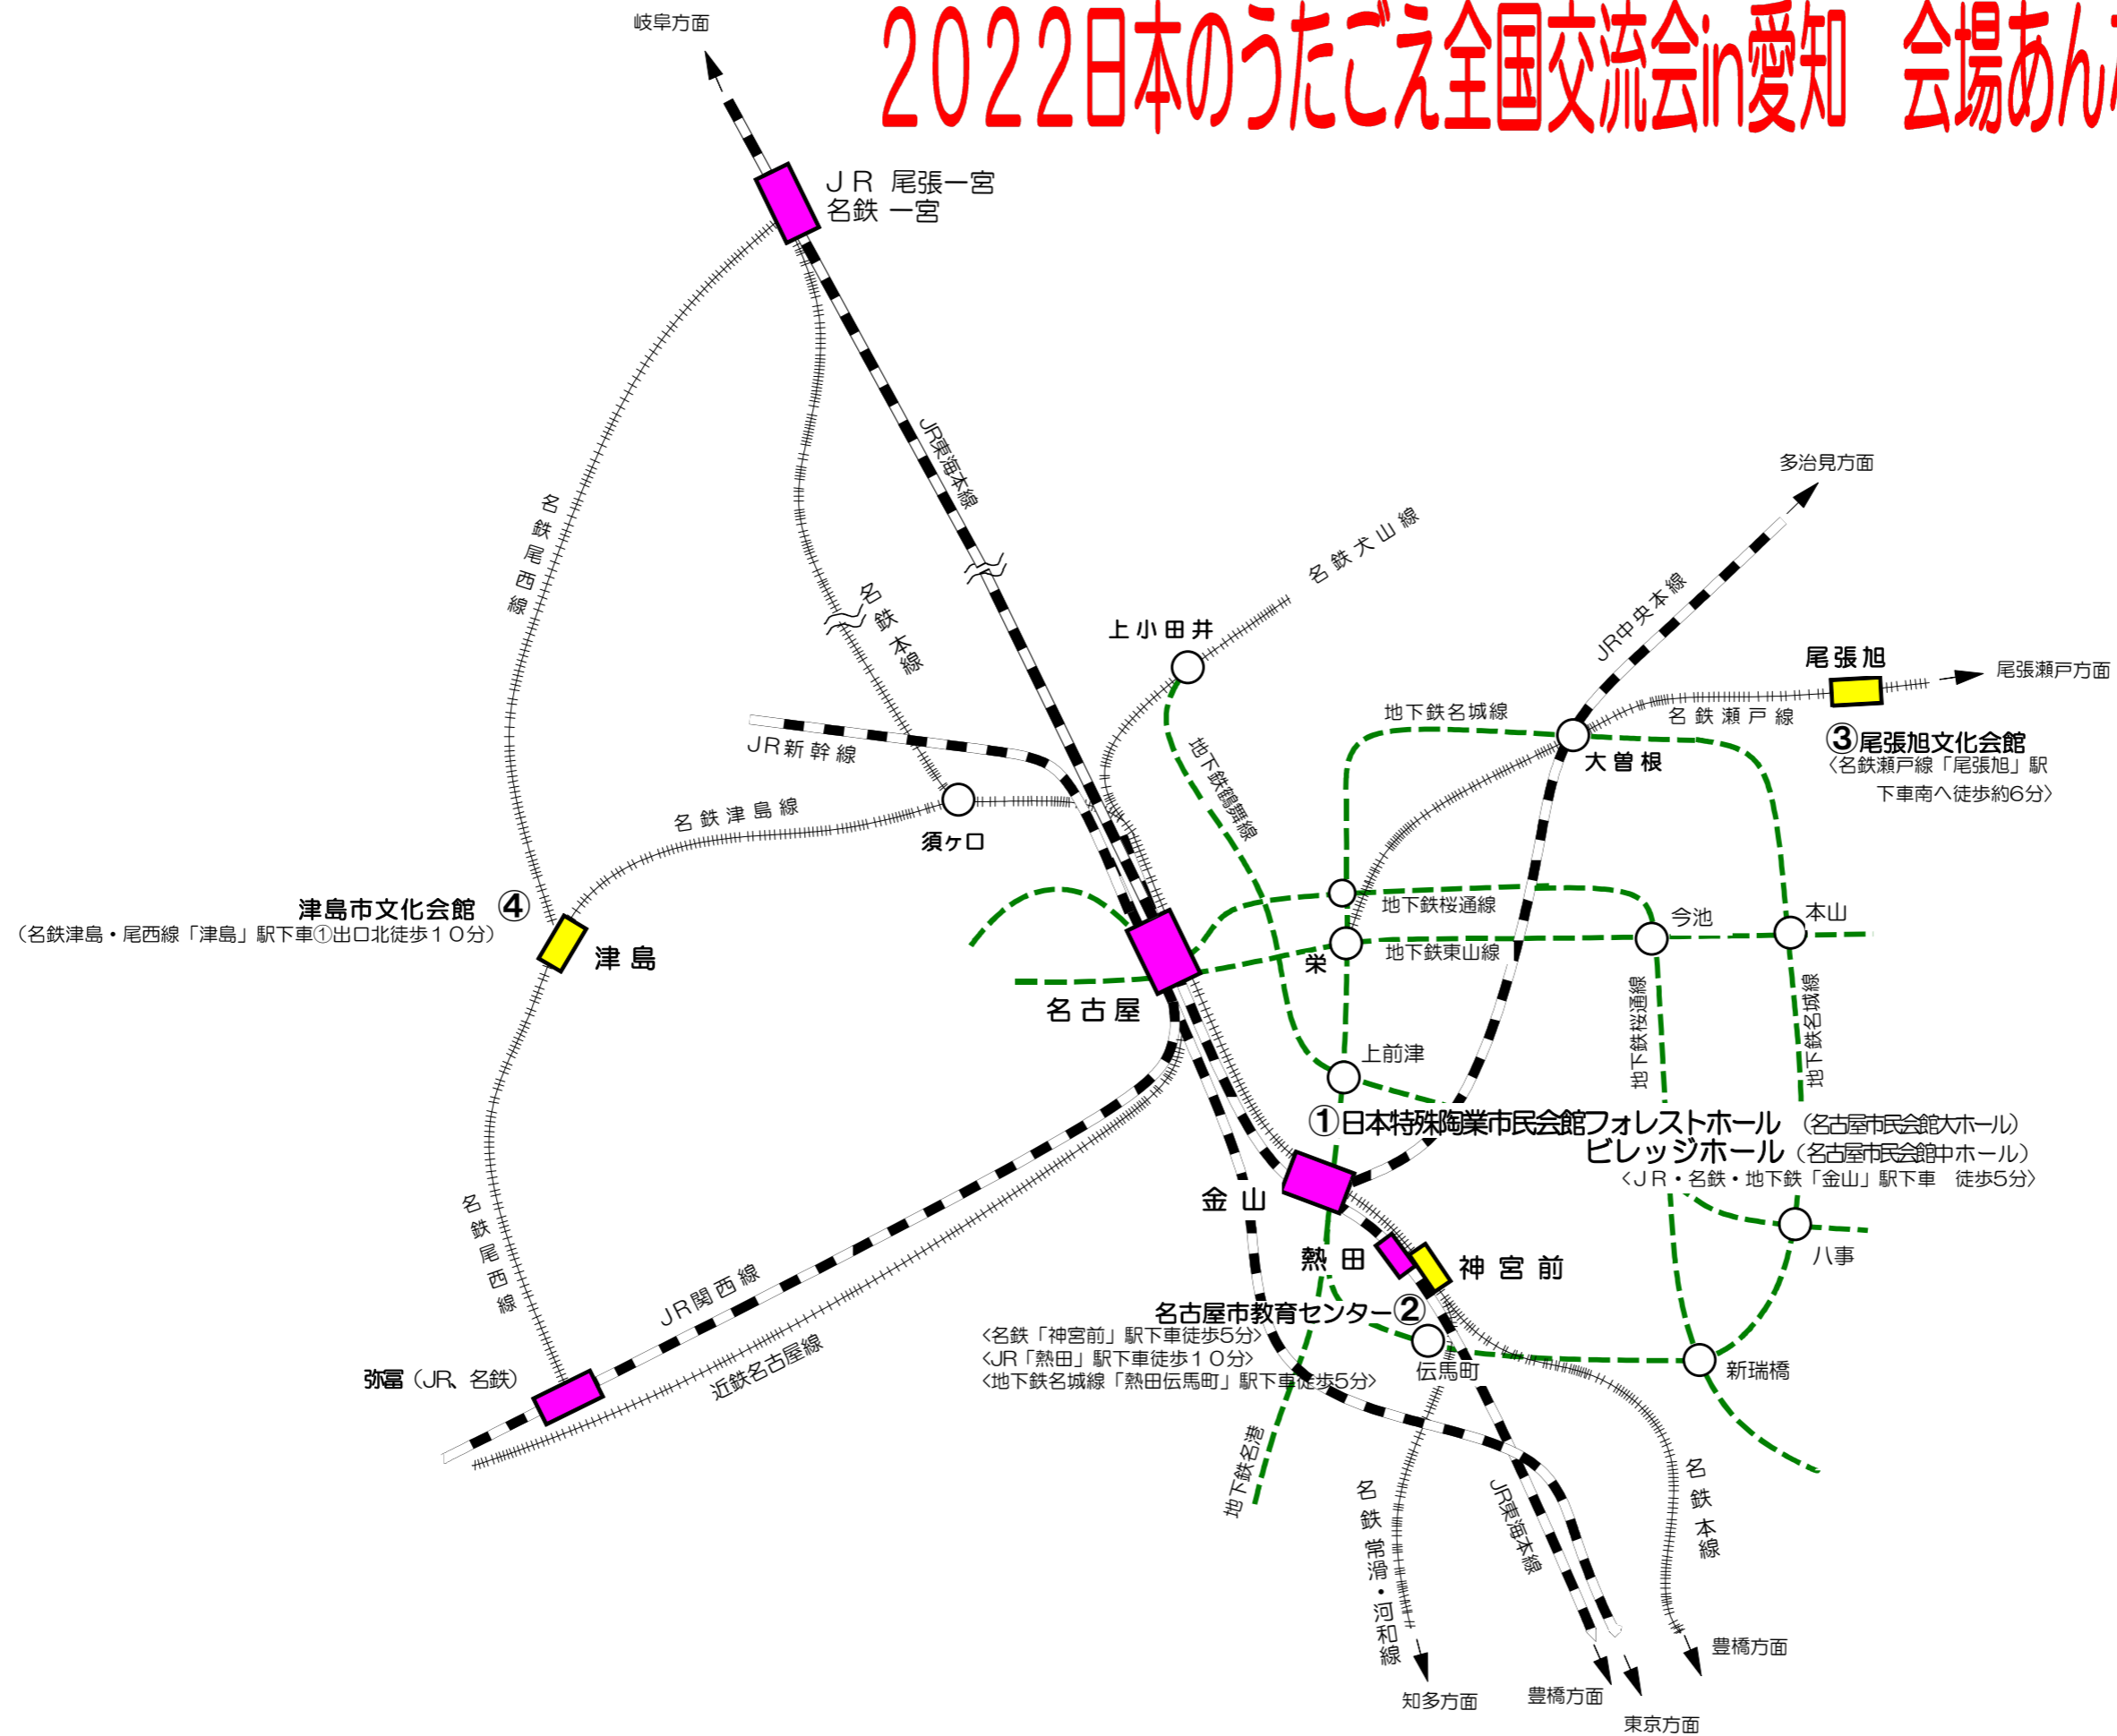 岐阜方面
2022日本のうたごえ全国交流会in愛知　会場あん
ＪＲ 尾張一宮
名鉄 一宮
JR東海本線
多治見方面
名鉄尾西線
名鉄犬山線
名鉄本線
上小田井
JR中央本線
尾張旭
尾張瀬戸方面
地下鉄名城線
名鉄瀬戸線
③尾張旭文化会館
〈名鉄瀬戸線「尾張旭」駅
下車南へ徒歩約6分〉
大曽根
JR新幹線
地下鉄鶴舞線
名鉄津島線
須ヶ口
津島市文化会館 ④
（名鉄津島・尾西線「津島」駅下車①出口北徒歩１０分）
津島
地下鉄桜通線
今池
本山
栄
地下鉄東山線
名古屋
地下鉄桜通線
地下鉄名城線
上前津
①日本特殊陶業市民会館フォレストホール （名古屋市民会館大ホール）
ビレッジホール（名古屋市民会館中ホール）
〈ＪＲ・名鉄・地下鉄「金山」駅下車　徒歩5分〉
金山
名鉄尾西線
八事
熱田
神宮前
JR関西線
名古屋市教育センター②
〈名鉄「神宮前」駅下車徒歩5分〉
〈JR「熱田」駅下車徒歩１０分〉
〈地下鉄名城線「熱田伝馬町」駅下車徒歩5分〉
伝馬町
新瑞橋
弥冨（JR、名鉄）
近鉄名古屋線
地下鉄名港
名鉄常滑・河和線
JR東海本線
名鉄本線
豊橋方面
知多方面
豊橋方面
東京方面